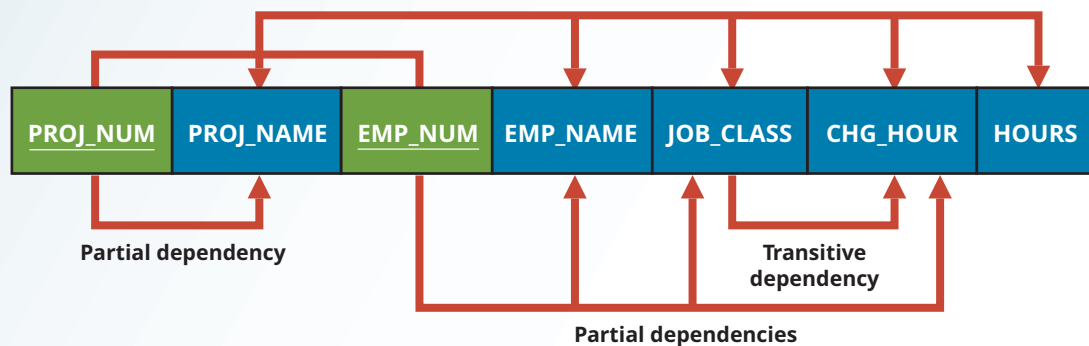 PROJ_NUM PROJ_NAME EMP_NUM EMP_NAME JOB_CLASS CHG_HOUR HOURS
Partial dependency
Transitive
dependency
Partial dependencies